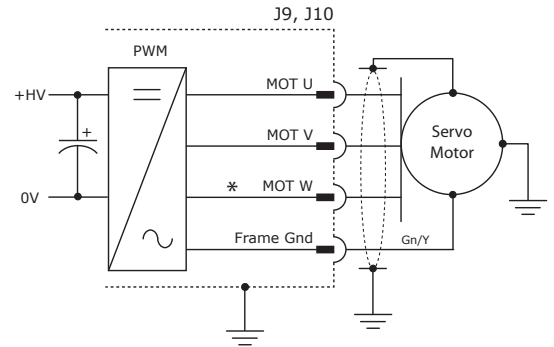 J9, J10
PWM
MOT U
+HV
+
MOT V
Servo
Motor
0V
*
MOT W
Frame Gnd
Gn/Y